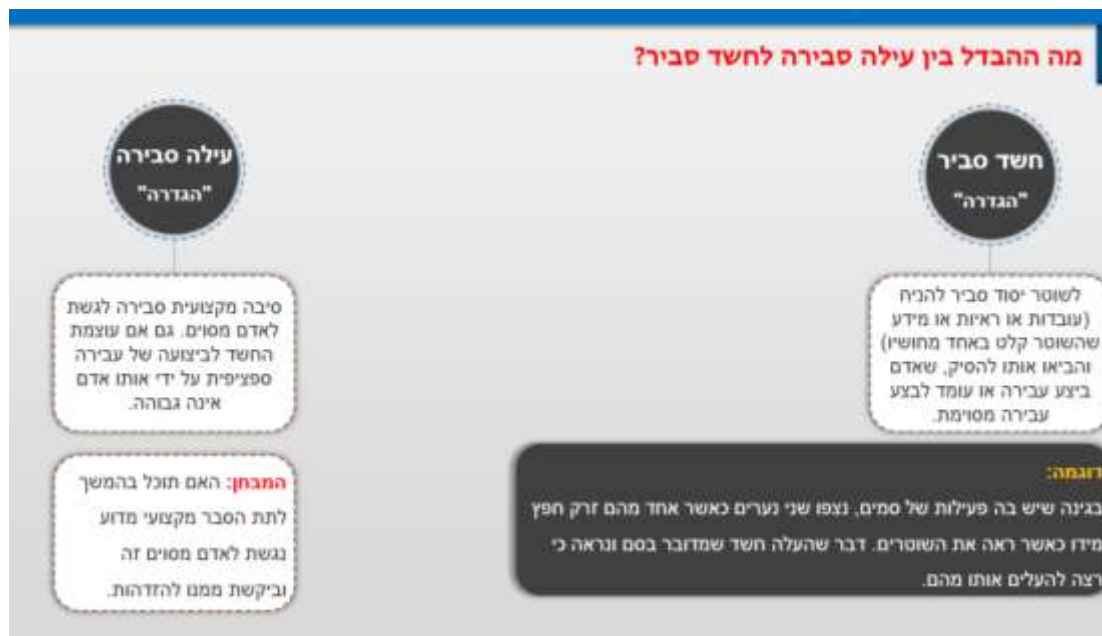 מה ההבדל בין עילה סבירה לחשד סביר?
חשד סביר
"הגדרה"
לשוטר יסוד סביר להניח
(עובדות או ראיות או מידע
שהשוטר קלט באחד מחושיו)
והביאו אותו להסיק, שאדם
ביצע עבירה או עומד לבצע
עבירה מסוימת.
דוגמה:
בגינה שיש בה פעילות של סמים, נצפו שני נערים כאשר אחד מהם זרק חפץ
מידו כאשר ראה את השוטרים. דבר שהעלה חשד שמדובר בסם ונראה כי
רצה להעלים אותו מהם.
עילה סבירה
"הגדרה"
סיבה מקצועית סבירה לגשת
לאדם מסוים. גם אם עוצמת
החשד לביצועה של עבירה
ספציפית על ידי אותו אדם
אינה גבוהה.
המבחן: האם תוכל בהמשך
לתת הסבר מקצועי מדוע
נגשת לאדם מסוים זה
וביקשת ממנו להזדהות.